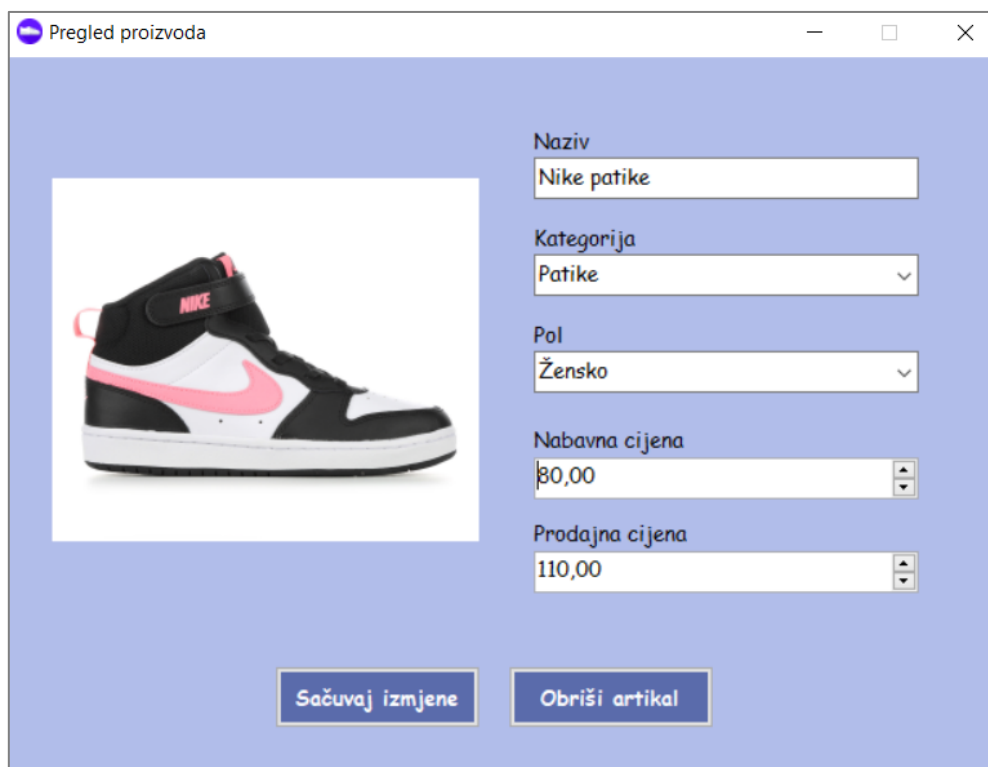 Pregled proizvoda
Naziv
Nike patike
Kategorija
Patike
Pol
Žensko
Nabavna cijena
80,00
Prodajna cijena
110,00
NIKE
Sačuvaj izmjene
Obriši artikal